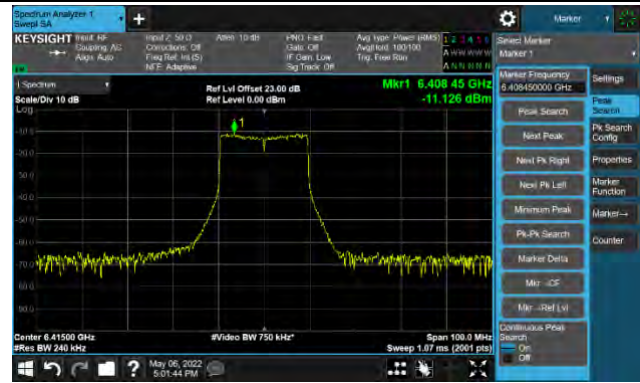 Spectrum Analyzer 1
Swept SA
Marker
KEYSIGHT Input: RF
Coupling: AC
Align: Auto
Input Z: 50 Ω
Corrections: Off
Freq Ref: Int (S)
NFE: Adaptive
Atten: 10 dB
PNO: Fast
Gate: Off
IF Gain: Low
Sig Track: Off
Avg Type: Power (RMS)
Avg|Hold: 100/100
Trig: Free Run
1 2 3 4 5 6
A W W W W W
A N N N N N
Select Marker
Marker 1
1 Spectrum
Scale/Div 10 dB
Log
Ref Lvl Offset 23.00 dB
Ref Level 0.00 dBm
Mkr1 6.408 45 GHz
-11.126 dBm
1
-10.0
-20.0
-30.0
-40.0
-50.0
-60.0
-70.0
-80.0
-90.0
Marker Frequency
6.408450000 GHz
Peak Search
Next Peak
Next Pk Right
Next Pk Left
Minimum Peak
Pk-Pk Search
Marker Delta
Mkr→CF
Mkr→Ref Lvl
Continuous Peak
Search
On
Off
Settings
Peak
Search
Pk Search
Config
Properties
Marker
Function
Marker→
Counter
Center 6.41500 GHz
#Res BW 240 kHz
#Video BW 750 kHz*
Span 100.0 MHz
Sweep 1.07 ms (2001 pts)
May 06, 2022
5:01:44 PM